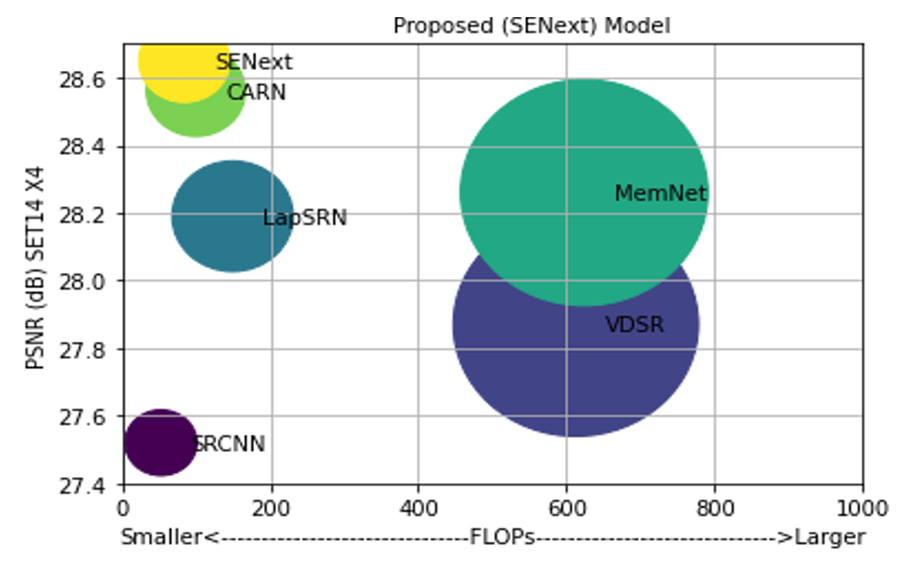 Proposed (SENext) Model
PSNR (dB) SET14 X4
28.6
28.4
28.2
28.0
27.8
27.6
27.4
SENext
CARN
MemNet
LapSRN
VDSR
SRCNN
0 200 400 600 800 1000
Smaller<-----------------------------FLOPs---------------------------->Larger